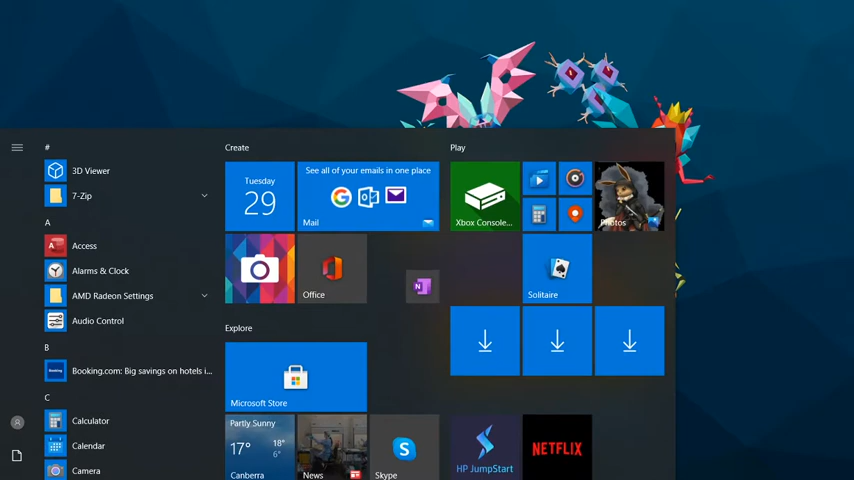 #
3D Viewer
7-Zip
A
Access
Alarms & Clock
AMD Radeon Settings
Audio Control
B
Booking.com
Booking.com: Big savings on hotels i...
C
Calculator
Calendar
Camera
Create
Tuesday
29
See all of your emails in one place
Mail
Office
N
Explore
Microsoft Store
Partly Sunny
17°
18°
6°
Canberra
News
Skype
Play
Xbox Console...
Photos
Solitaire
HP JumpStart
NETFLIX